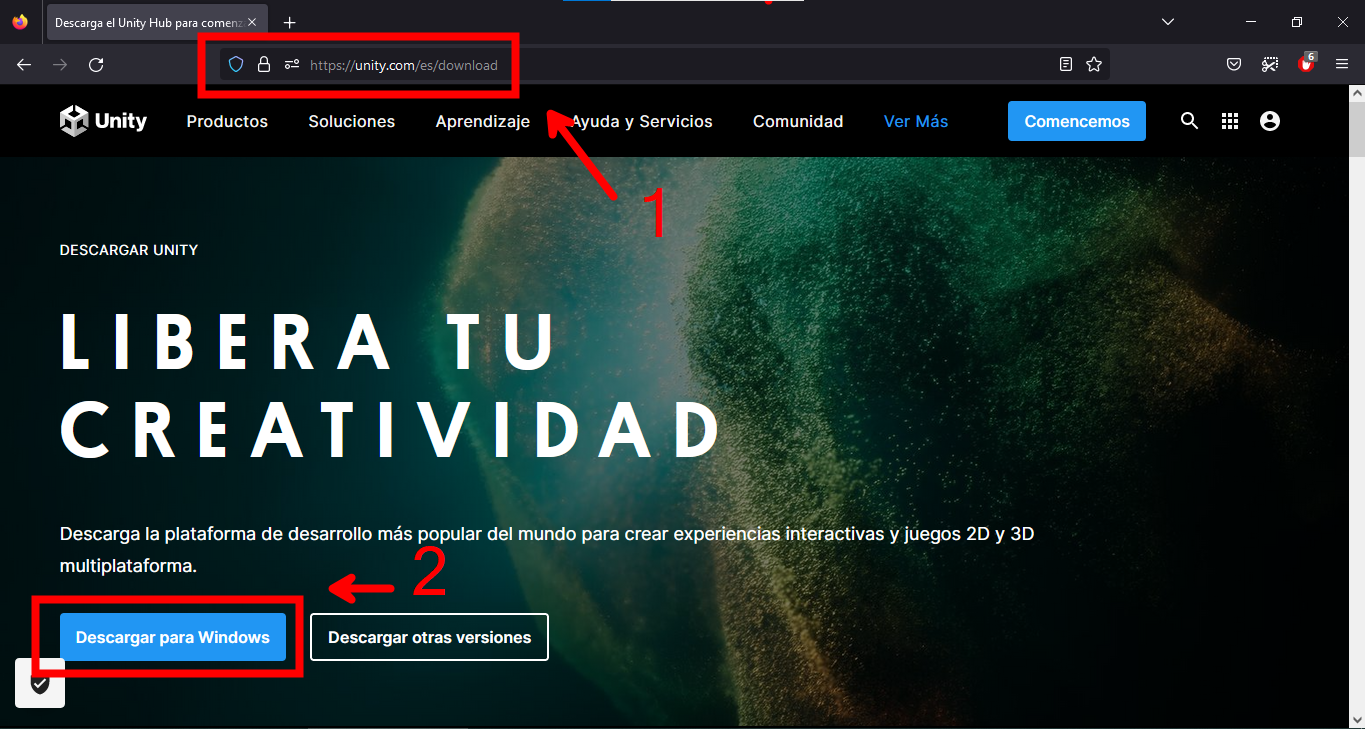 Descarga el Unity Hub para comenz
https://unity.com/es/download
6
Unity Productos Soluciones Aprendizaje Ayuda y Servicios Comunidad Ver Más Comencemos
1
DESCARGAR UNITY
LIBERA TU
CREATIVIDAD
Descarga la plataforma de desarrollo más popular del mundo para crear experiencias interactivas y juegos 2D y 3D
multiplataforma.
2
Descargar para Windows Descargar otras versiones